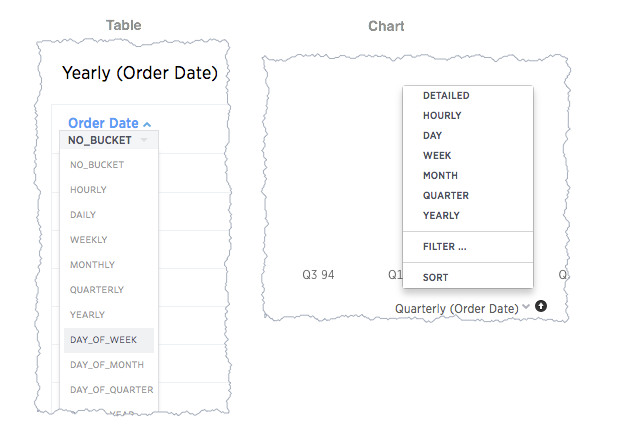 Table
Yearly (Order Date)
Order Date
NO_BUCKET
NO_BUCKET
HOURLY
DAILY
WEEKLY
MONTHLY
QUARTERLY
YEARLY
DAY_OF_WEEK
DAY_OF_MONTH
DAY_OF_QUARTER
Chart
DETAILED
HOURLY
DAY
WEEK
MONTH
QUARTER
YEARLY
FILTER ...
SORT
Q3 94 Q1
Quarterly (Order Date)